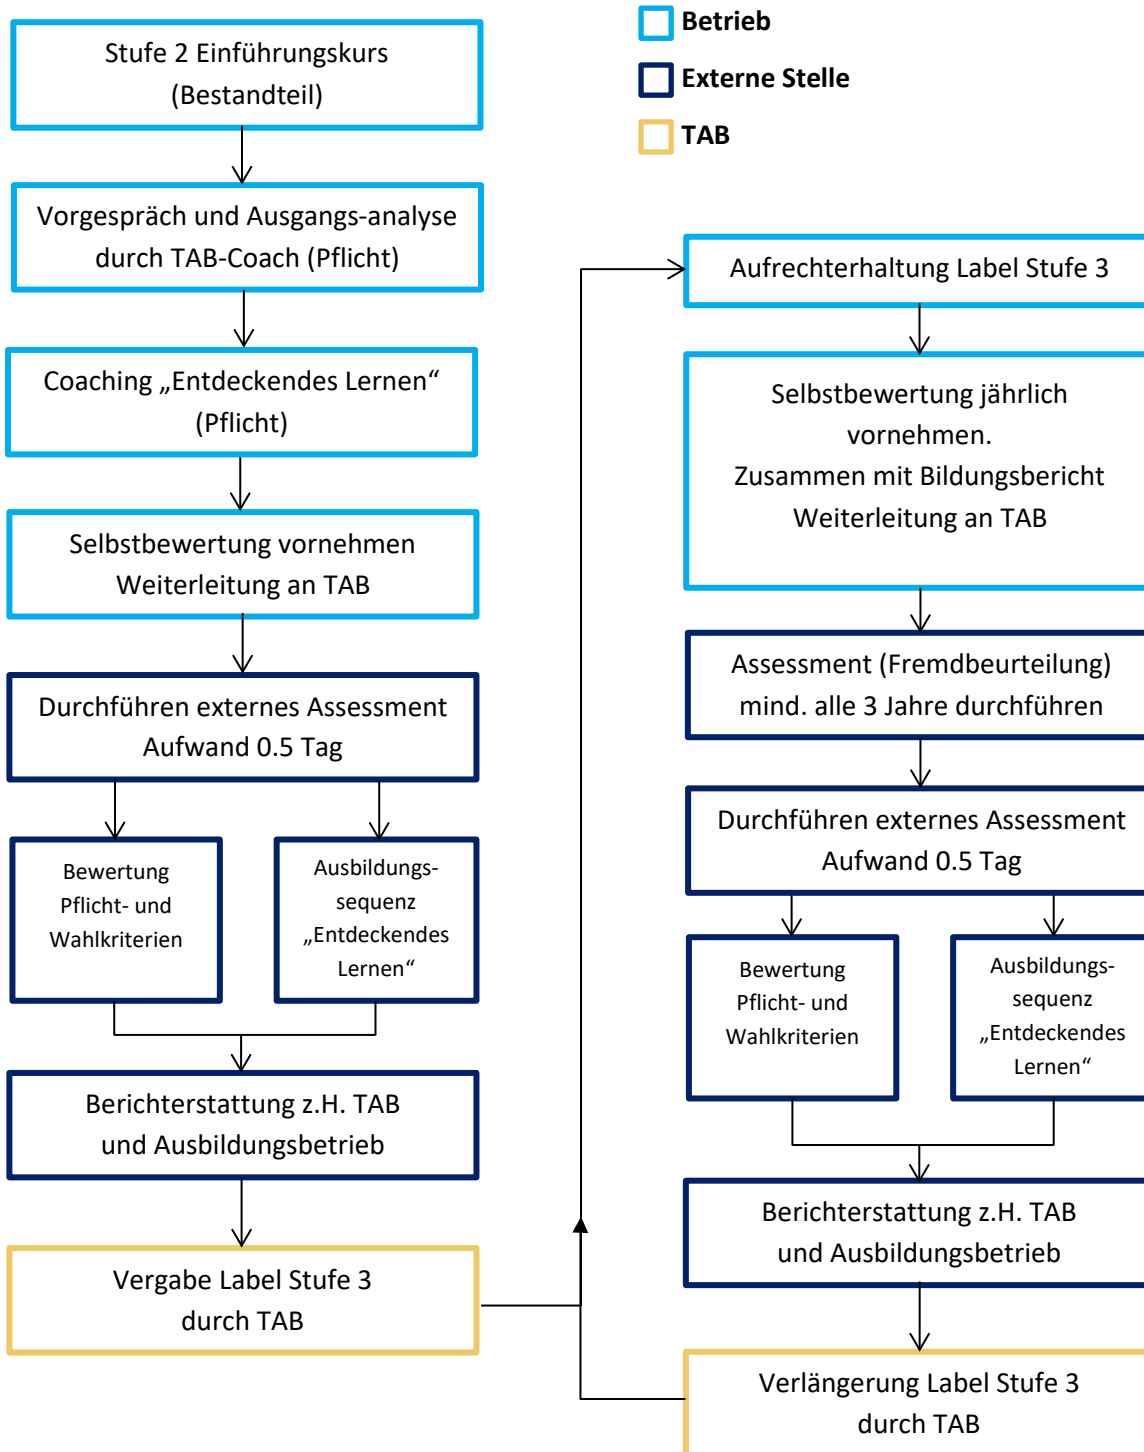 Betrieb
Externe Stelle
TAB
Stufe 2 Einführungskurs
(Bestandteil)
Vorgespräch und Ausgangs-analyse
durch TAB-Coach (Pflicht)
Coaching „Entdeckendes Lernen“
(Pflicht)
Selbstbewertung vornehmen
Weiterleitung an TAB
Durchführen externes Assessment
Aufwand 0.5 Tag
Bewertung
Pflicht- und
Wahlkriterien
Ausbildungs-
sequenz
„Entdeckendes
Lernen“
Berichterstattung z.H. TAB
und Ausbildungsbetrieb
Vergabe Label Stufe 3
durch TAB
Aufrechterhaltung Label Stufe 3
Selbstbewertung jährlich
vornehmen.
Zusammen mit Bildungsbericht
Weiterleitung an TAB
Assessment (Fremdbeurteilung)
mind. alle 3 Jahre durchführen
Durchführen externes Assessment
Aufwand 0.5 Tag
Bewertung
Pflicht- und
Wahlkriterien
Ausbildungs-
sequenz
„Entdeckendes
Lernen“
Berichterstattung z.H. TAB
und Ausbildungsbetrieb
Verlängerung Label Stufe 3
durch TAB